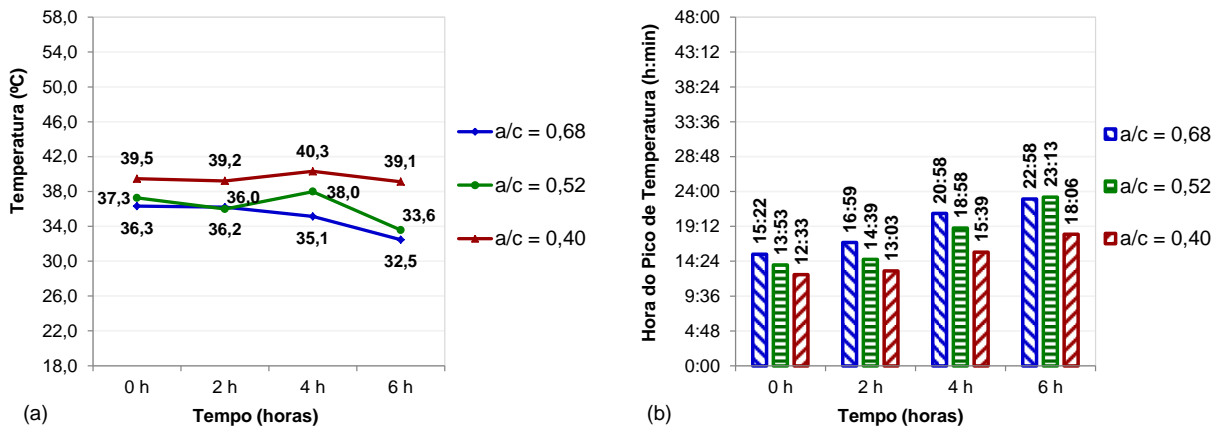 58,0
54,0
50,0
46,0
42,0
38,0
34,0
30,0
26,0
22,0
18,0
Temperatura (ºC)
39,5
39,2
40,3
39,1
37,3
36,0
38,0
33,6
36,3
36,2
35,1
32,5
0 h
2 h
4 h
6 h
Tempo (horas)
(a)
a/c = 0,68
a/c = 0,52
a/c = 0,40
48:00
43:12
38:24
33:36
28:48
24:00
19:12
14:24
9:36
4:48
0:00
Hora do Pico de Temperatura (h:min)
15:22
13:53
12:33
16:59
14:39
13:03
20:58
18:58
15:39
22:58
23:13
18:06
0 h
2 h
4 h
6 h
Tempo (horas)
(b)
a/c = 0,68
a/c = 0,52
a/c = 0,40